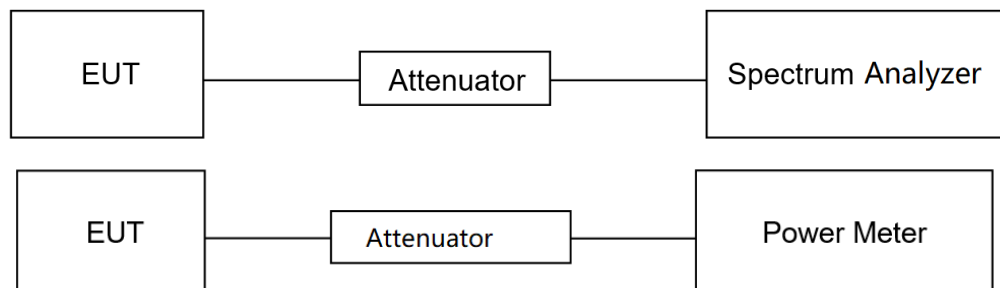 EUT
Attenuator
Spectrum Analyzer
EUT
Attenuator
Power Meter